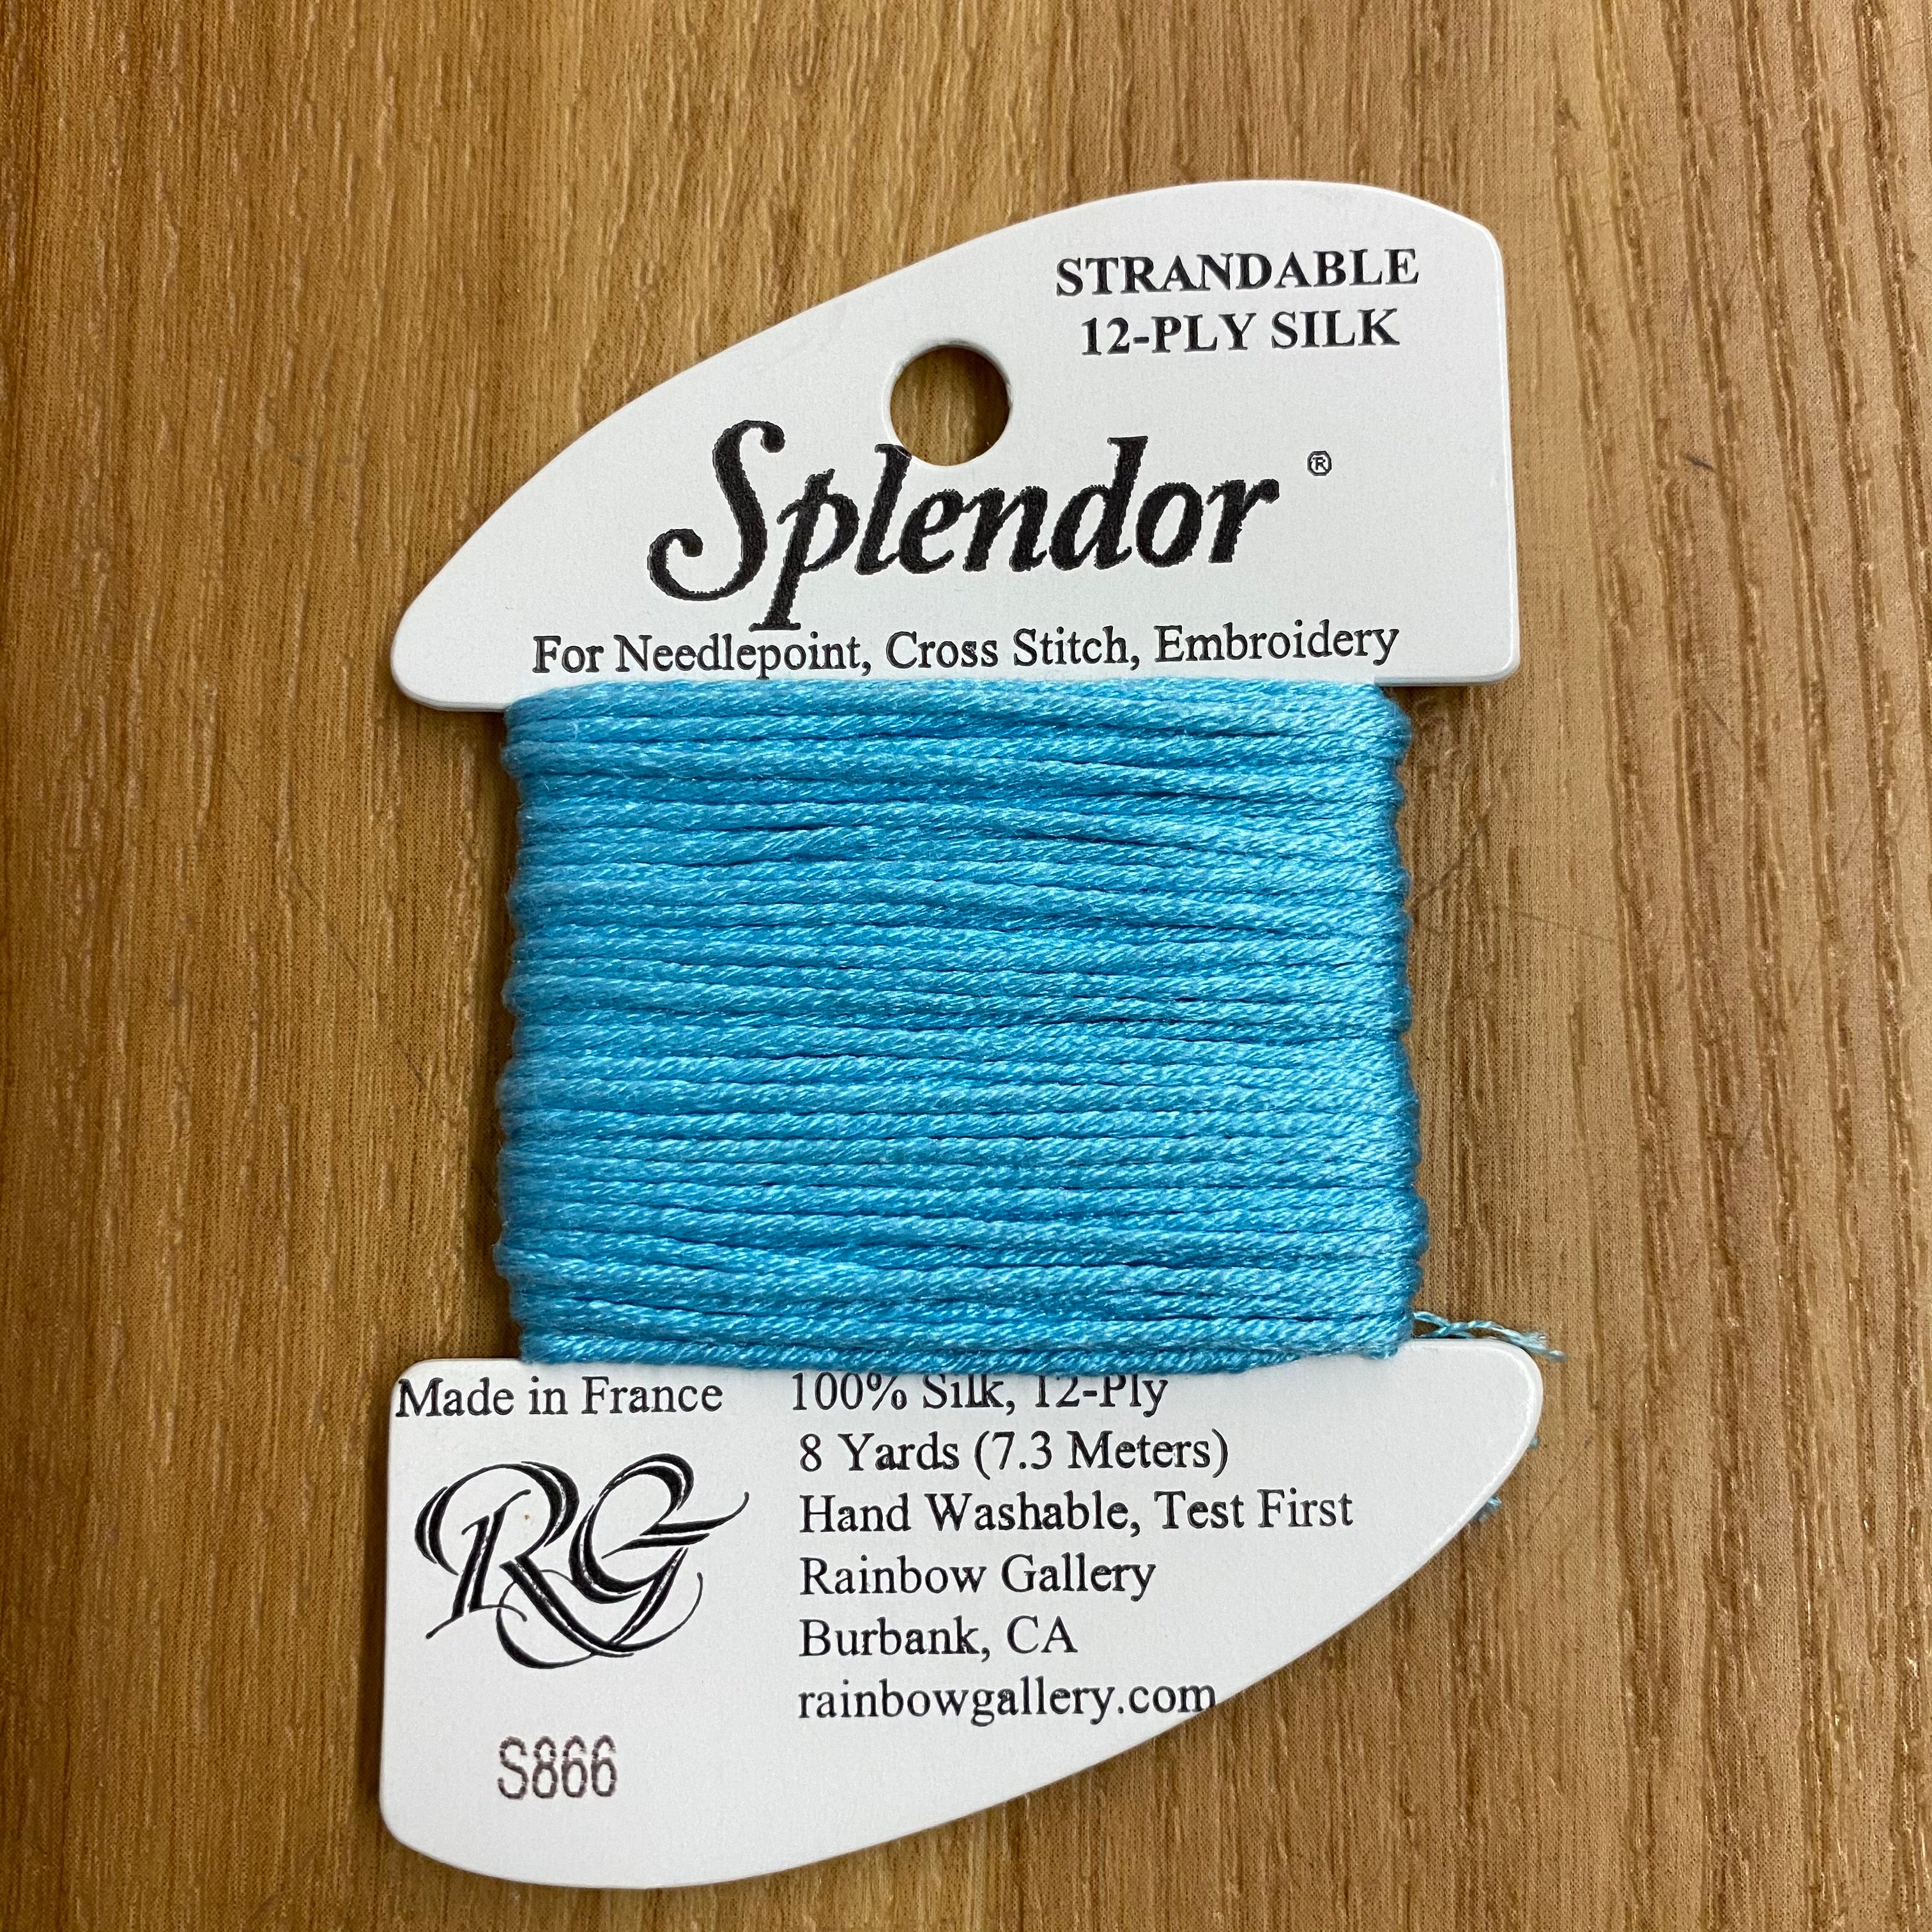 STRANDABLE
12-PLY SILK
Splendor ®
For Needlepoint, Cross Stitch, Embroidery
Made in France
100% Silk, 12-Ply
8 Yards (7.3 Meters)
Hand Washable, Test First
Rainbow Gallery
Burbank, CA
rainbowgallery.com
RG
S866